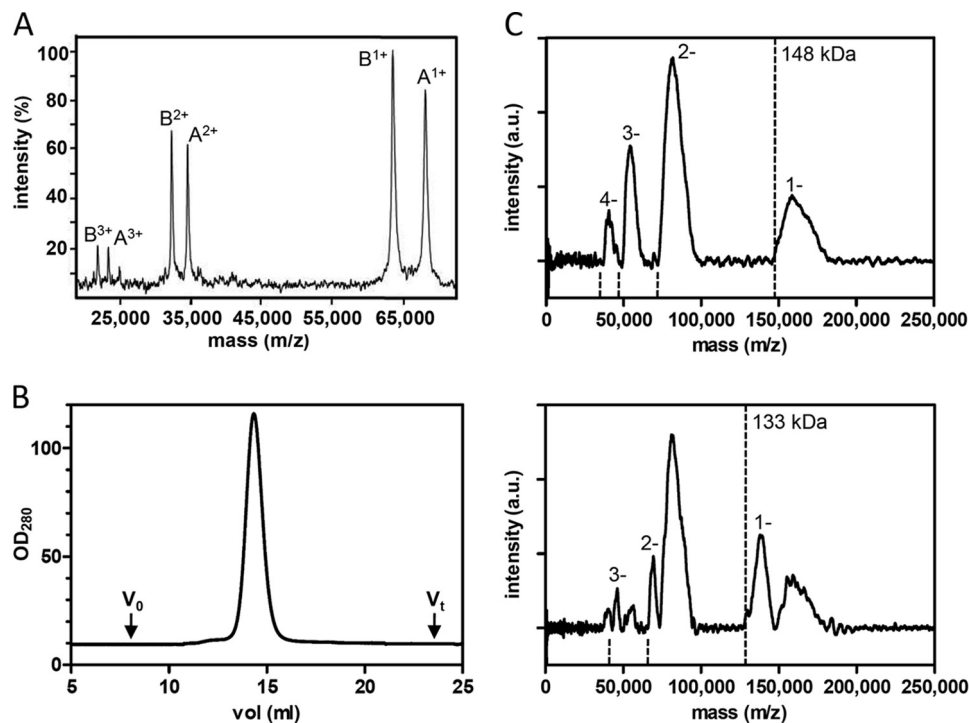 A
intensity (%)
100
80
60
40
20
B³⁺
A³⁺
B²⁺
A²⁺
B¹⁺
A¹⁺
25,000
35,000
45,000
55,000
65,000
mass (m/z)
B
OD₂₈₀
100
50
0
V₀
Vₜ
5
10
15
20
25
vol (ml)
C
intensity (a.u.)
4-
3-
2-
148 kDa
1-
0
50,000
100,000
150,000
200,000
250,000
mass (m/z)
intensity (a.u.)
3-
2-
133 kDa
1-
0
50,000
100,000
150,000
200,000
250,000
mass (m/z)